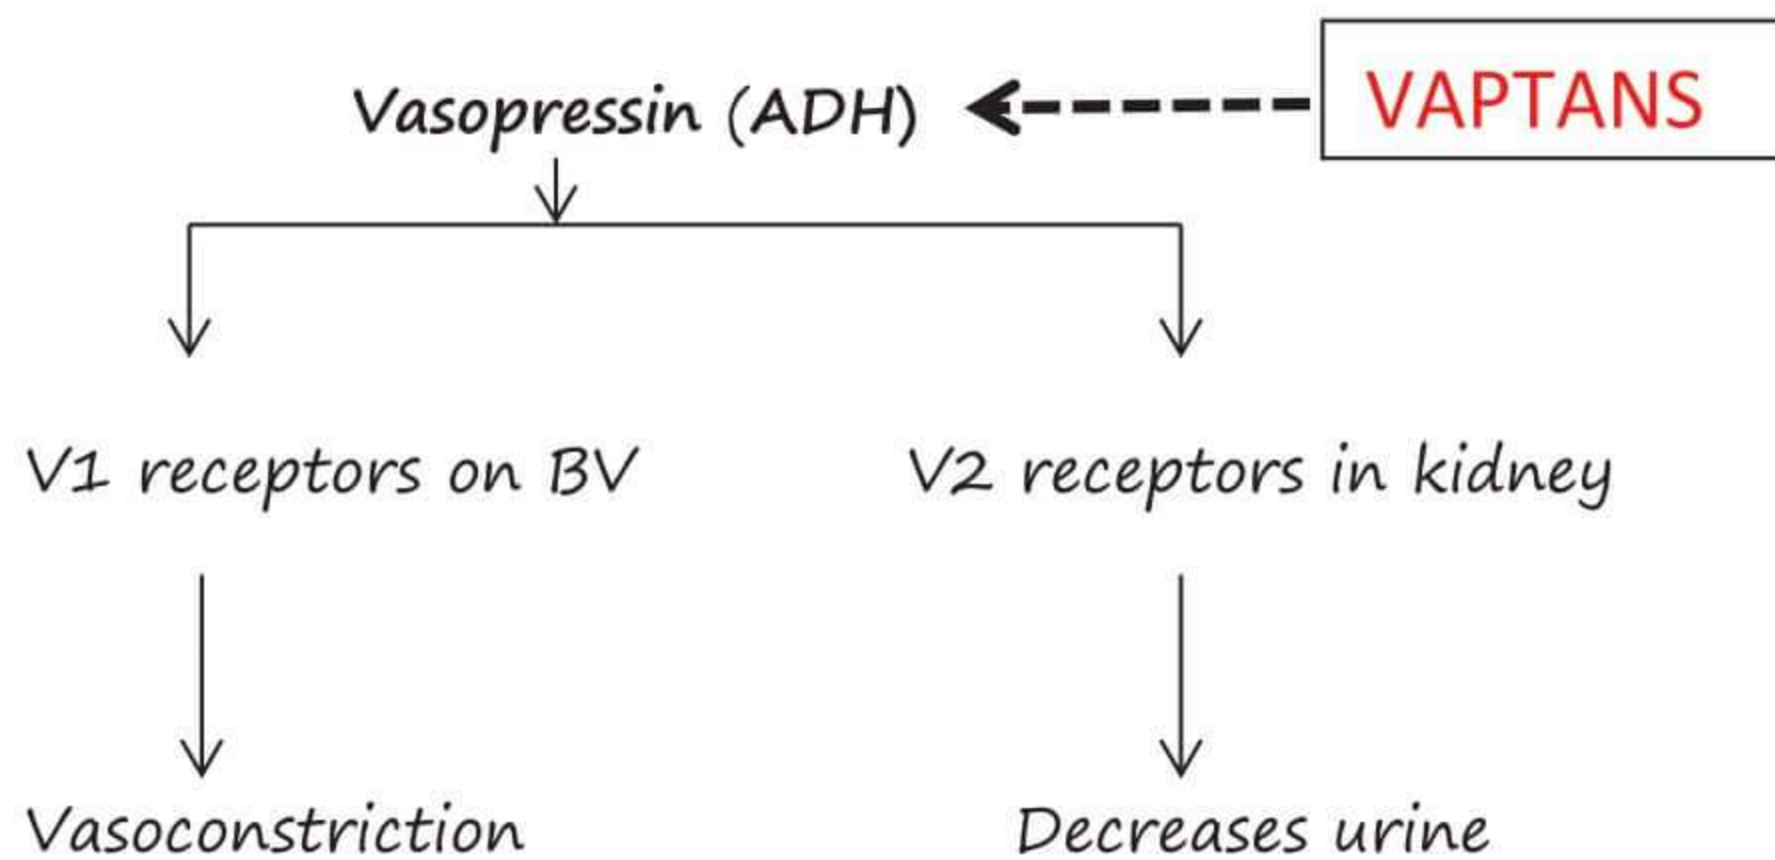 Vasopressin (ADH)
VAPTANS
V1 receptors on BV
V2 receptors in kidney
Vasoconstriction
Decreases urine